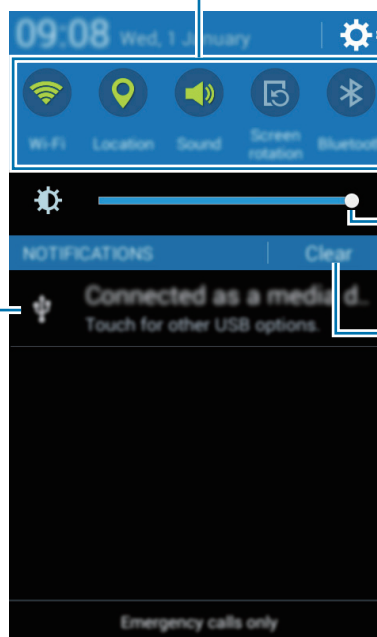 09:08 Wed, 1 January
Wi-Fi Location Sound Screen rotation Bluetoot
NOTIFICATIONS Clear
Connected as a media d..
Touch for other USB options.
Emergency calls only